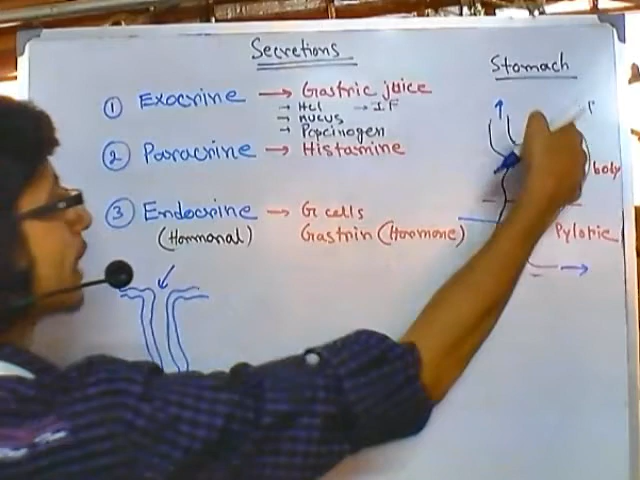 Secretions
Stomach
① Exocrine → Gastric juice
→ Hcl → IF
→ mucus
→ Popcinogen
② Paracrine → Histamine
body
③ Endocrine → G cells
(Hormonal) Gastrin (Hormone)
Pyloric